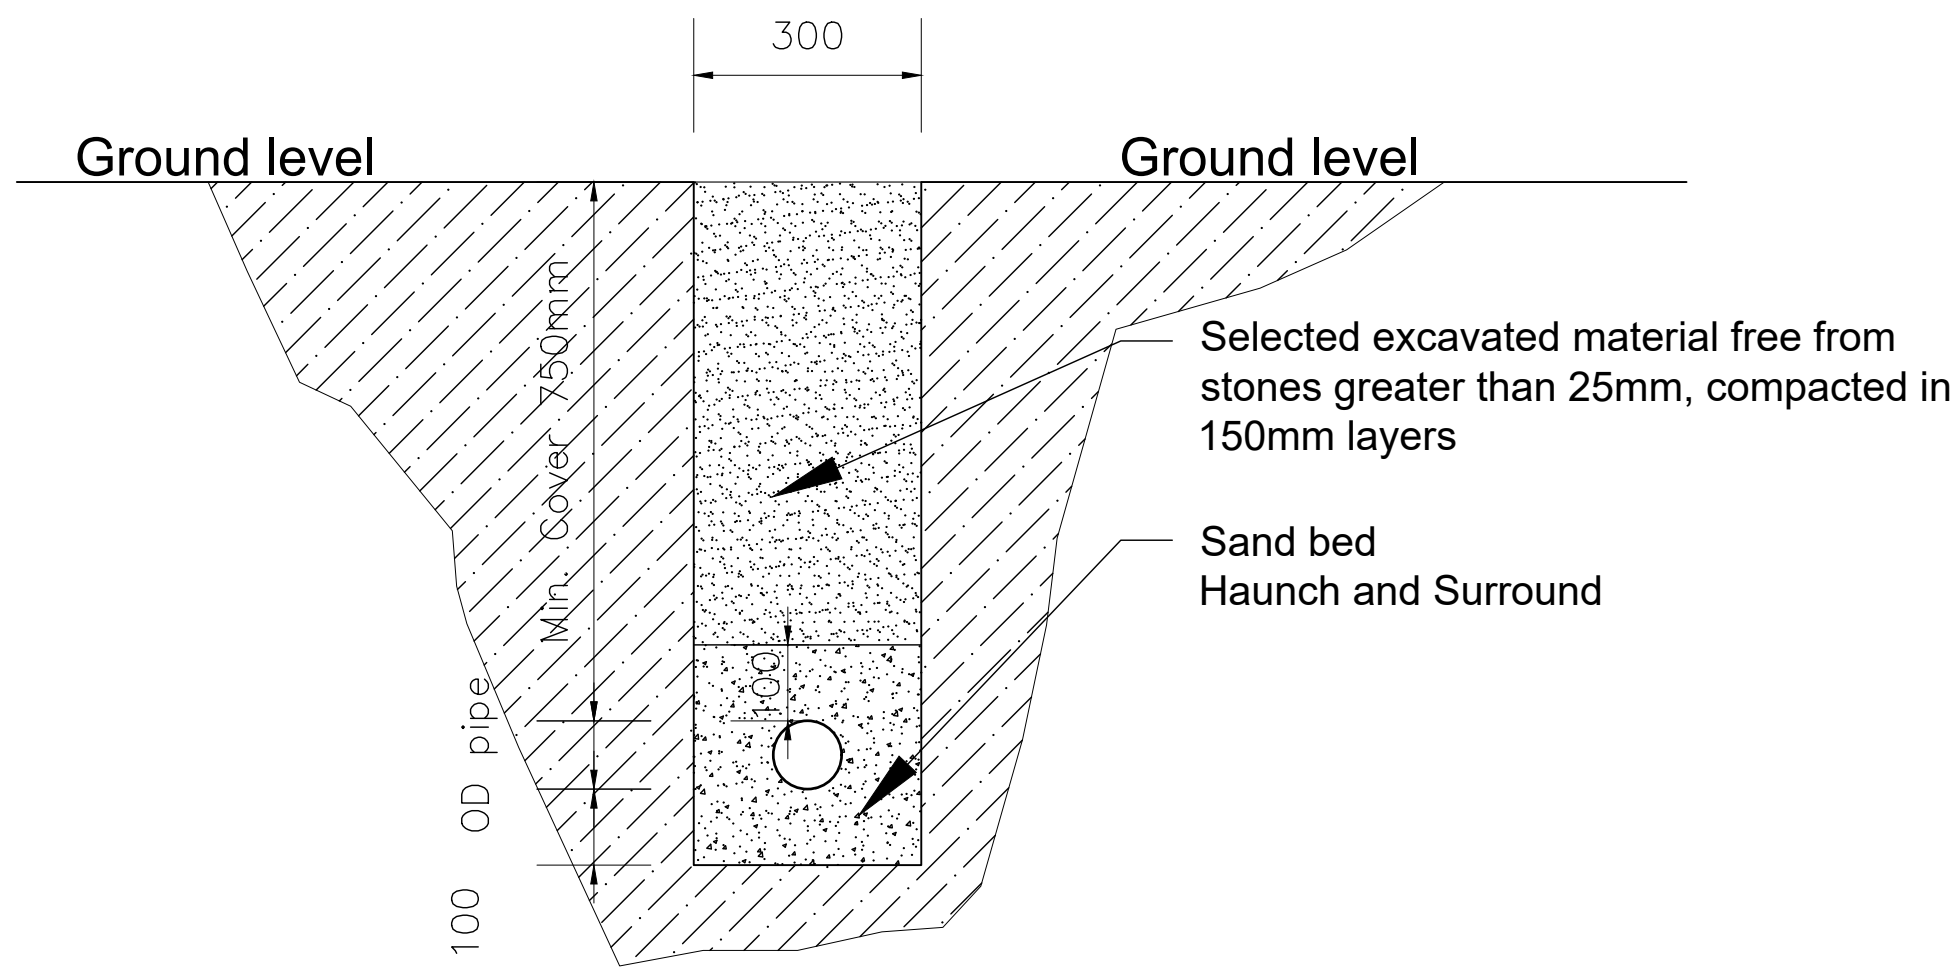 300
Ground level
Ground level
Min. Cover 750mm
Selected excavated material free from
stones greater than 25mm, compacted in
150mm layers
Sand bed
Haunch and Surround
100
OD pipe
100